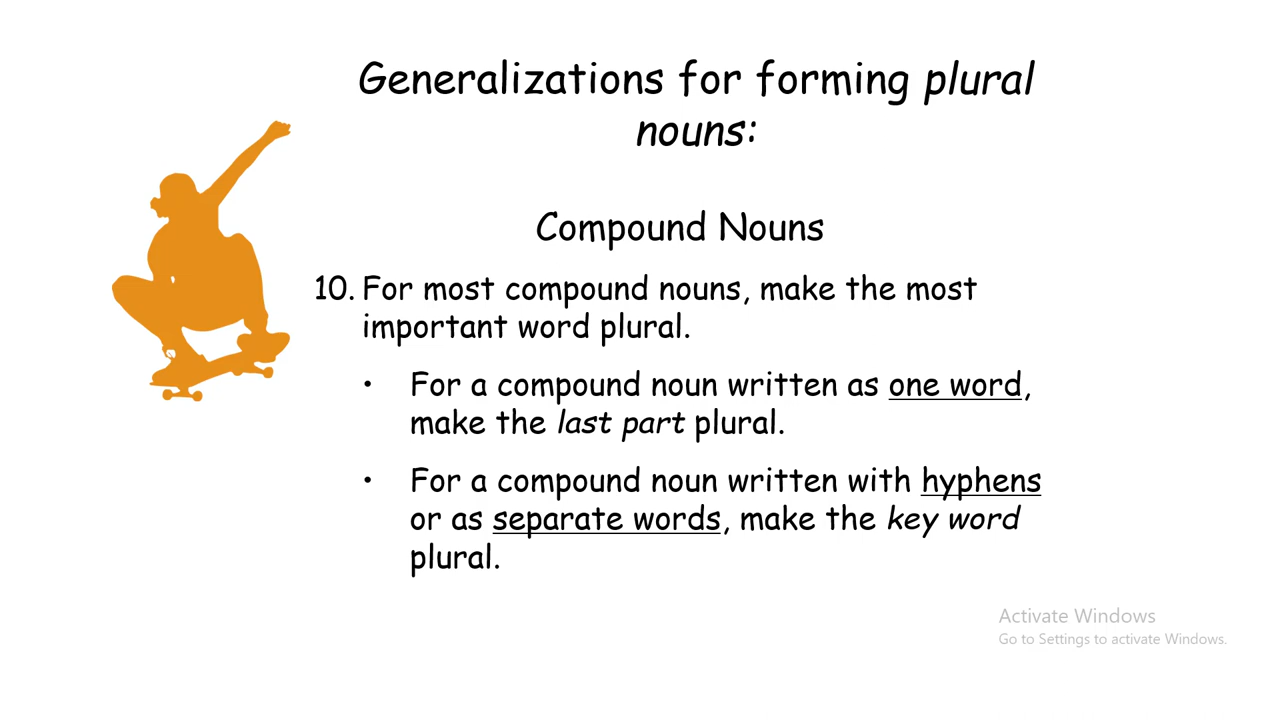 Generalizations for forming plural
nouns:
Compound Nouns
10. For most compound nouns, make the most
important word plural.
• For a compound noun written as one word,
make the last part plural.
• For a compound noun written with hyphens
or as separate words, make the key word
plural.
Activate Windows
Go to Settings to activate Windows.